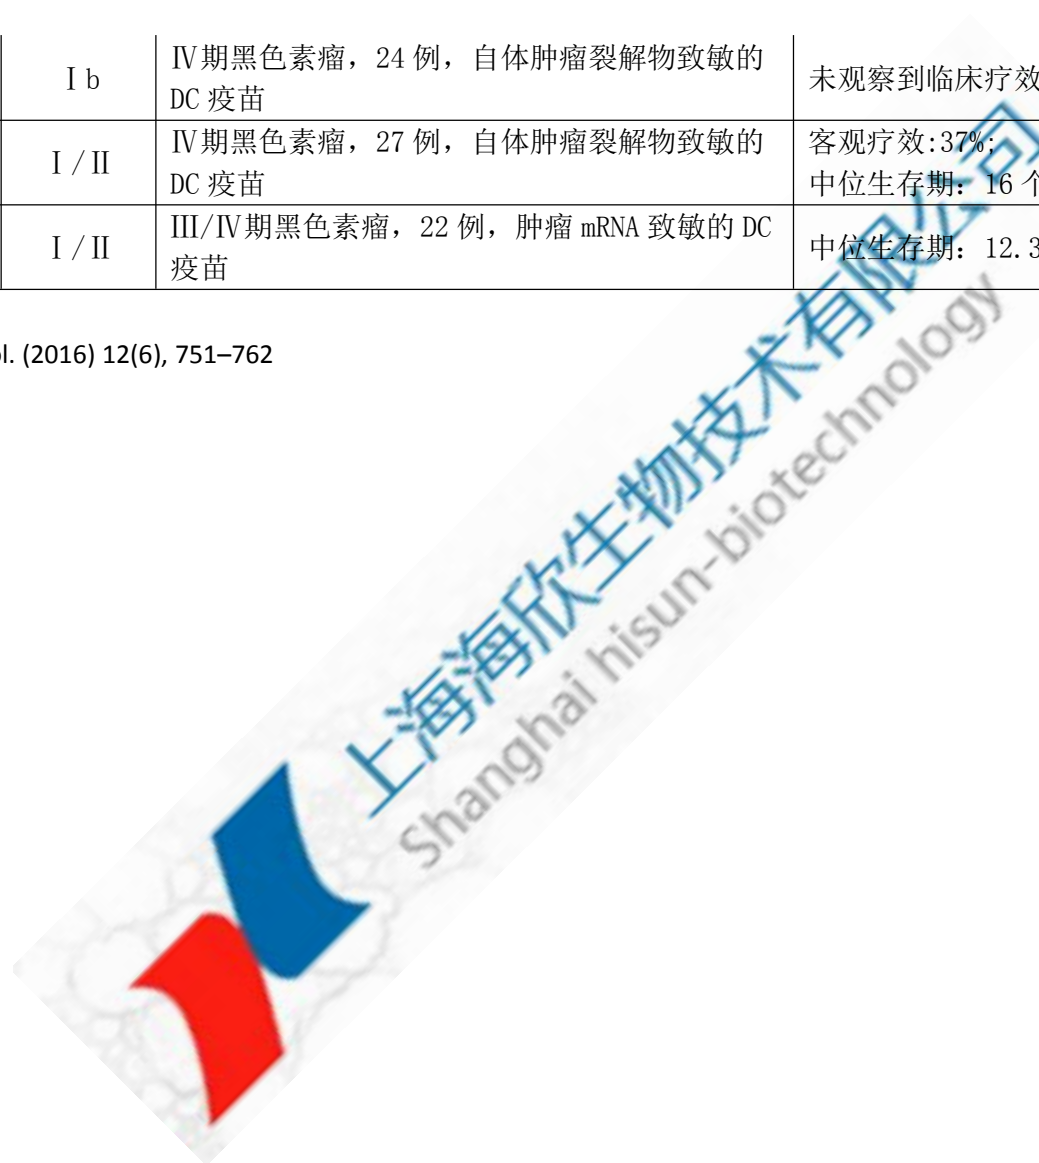 Ⅰb
Ⅳ期黑色素瘤，24 例，自体肿瘤裂解物致敏的
DC 疫苗
未观察到临床疗效
Ⅰ/Ⅱ
Ⅳ期黑色素瘤，27 例，自体肿瘤裂解物致敏的
DC 疫苗
客观疗效:37%;
中位生存期：16 个
Ⅰ/Ⅱ
Ⅲ/Ⅳ期黑色素瘤，22 例，肿瘤 mRNA 致敏的 DC
疫苗
中位生存期：12.3
l. (2016) 12(6), 751–762
上海海欣生物技术有限公司
Shanghai hisun-biotechnology